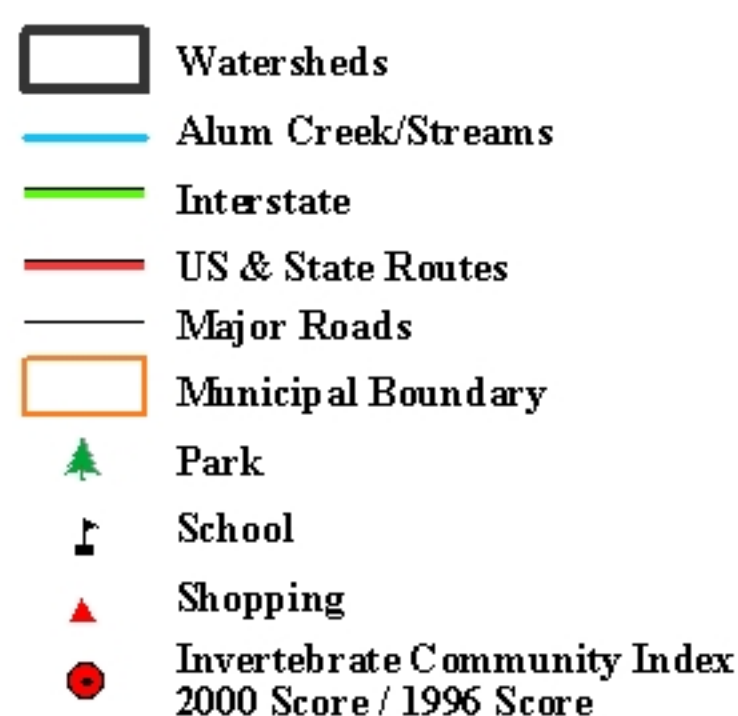 Watersheds
Alum Creek/Streams
Interstate
US & State Routes
Major Roads
Municipal Boundary
Park
School
Shopping
Invertebrate Community Index
2000 Score / 1996 Score